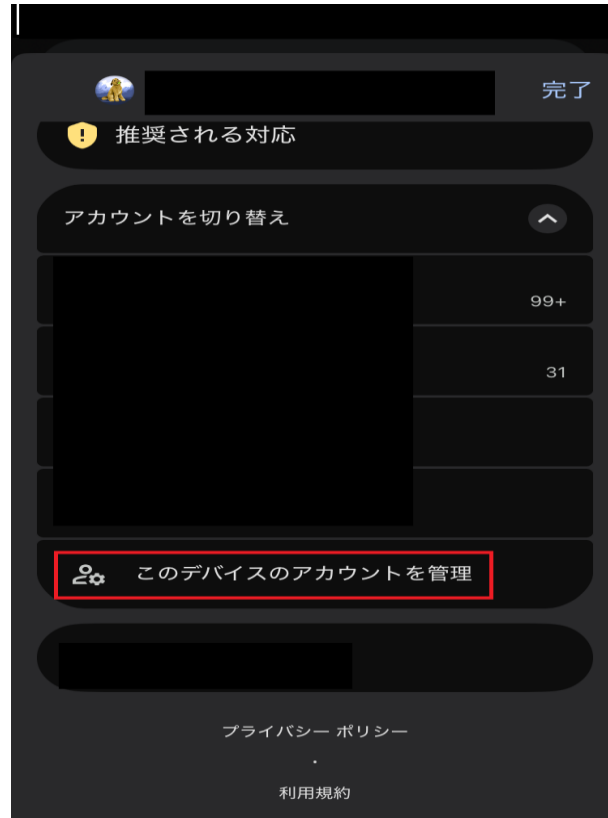 完了
推奨される対応
アカウントを切り替え
99+
31
このデバイスのアカウントを管理
プライバシー ポリシー
・
利用規約